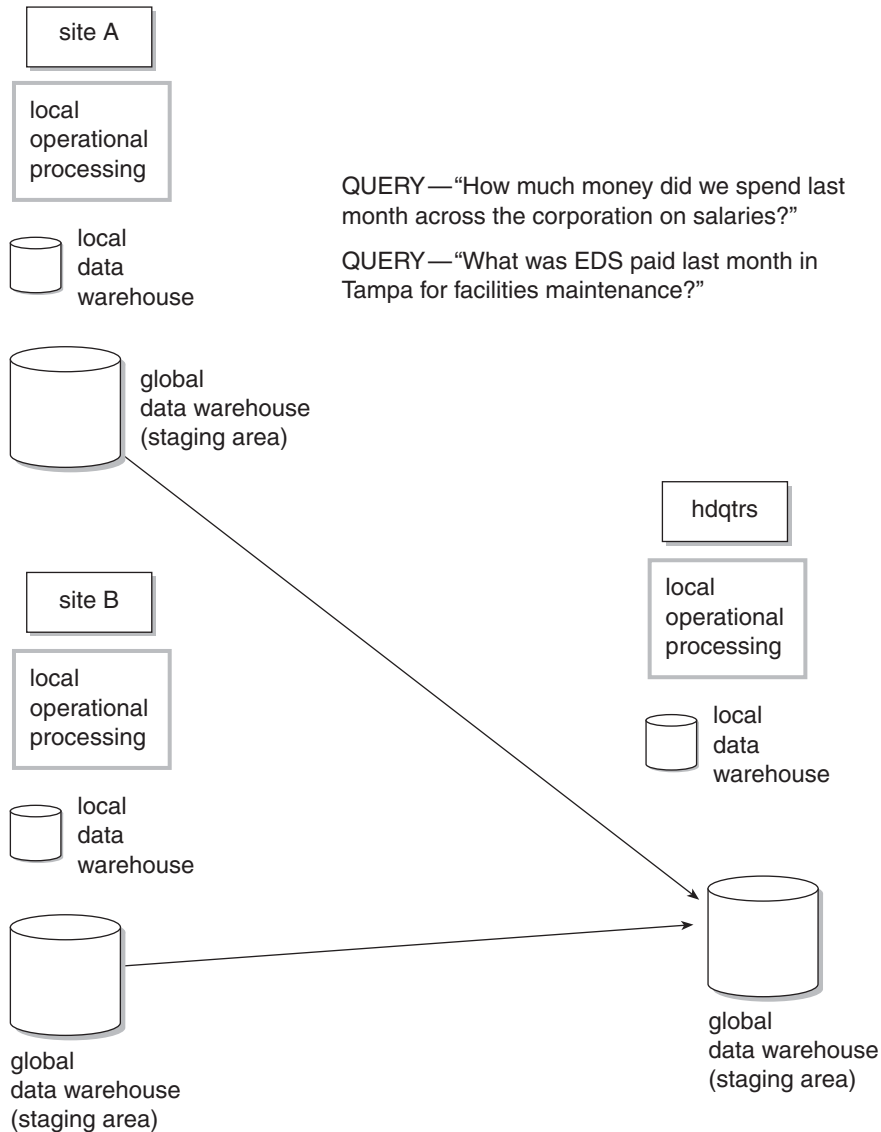 site A
local
operational
processing
local
data
warehouse
global
data warehouse
(staging area)
QUERY—“How much money did we spend last
month across the corporation on salaries?”
QUERY—“What was EDS paid last month in
Tampa for facilities maintenance?”
site B
local
operational
processing
local
data
warehouse
global
data warehouse
(staging area)
hdqtrs
local
operational
processing
local
data
warehouse
global
data warehouse
(staging area)